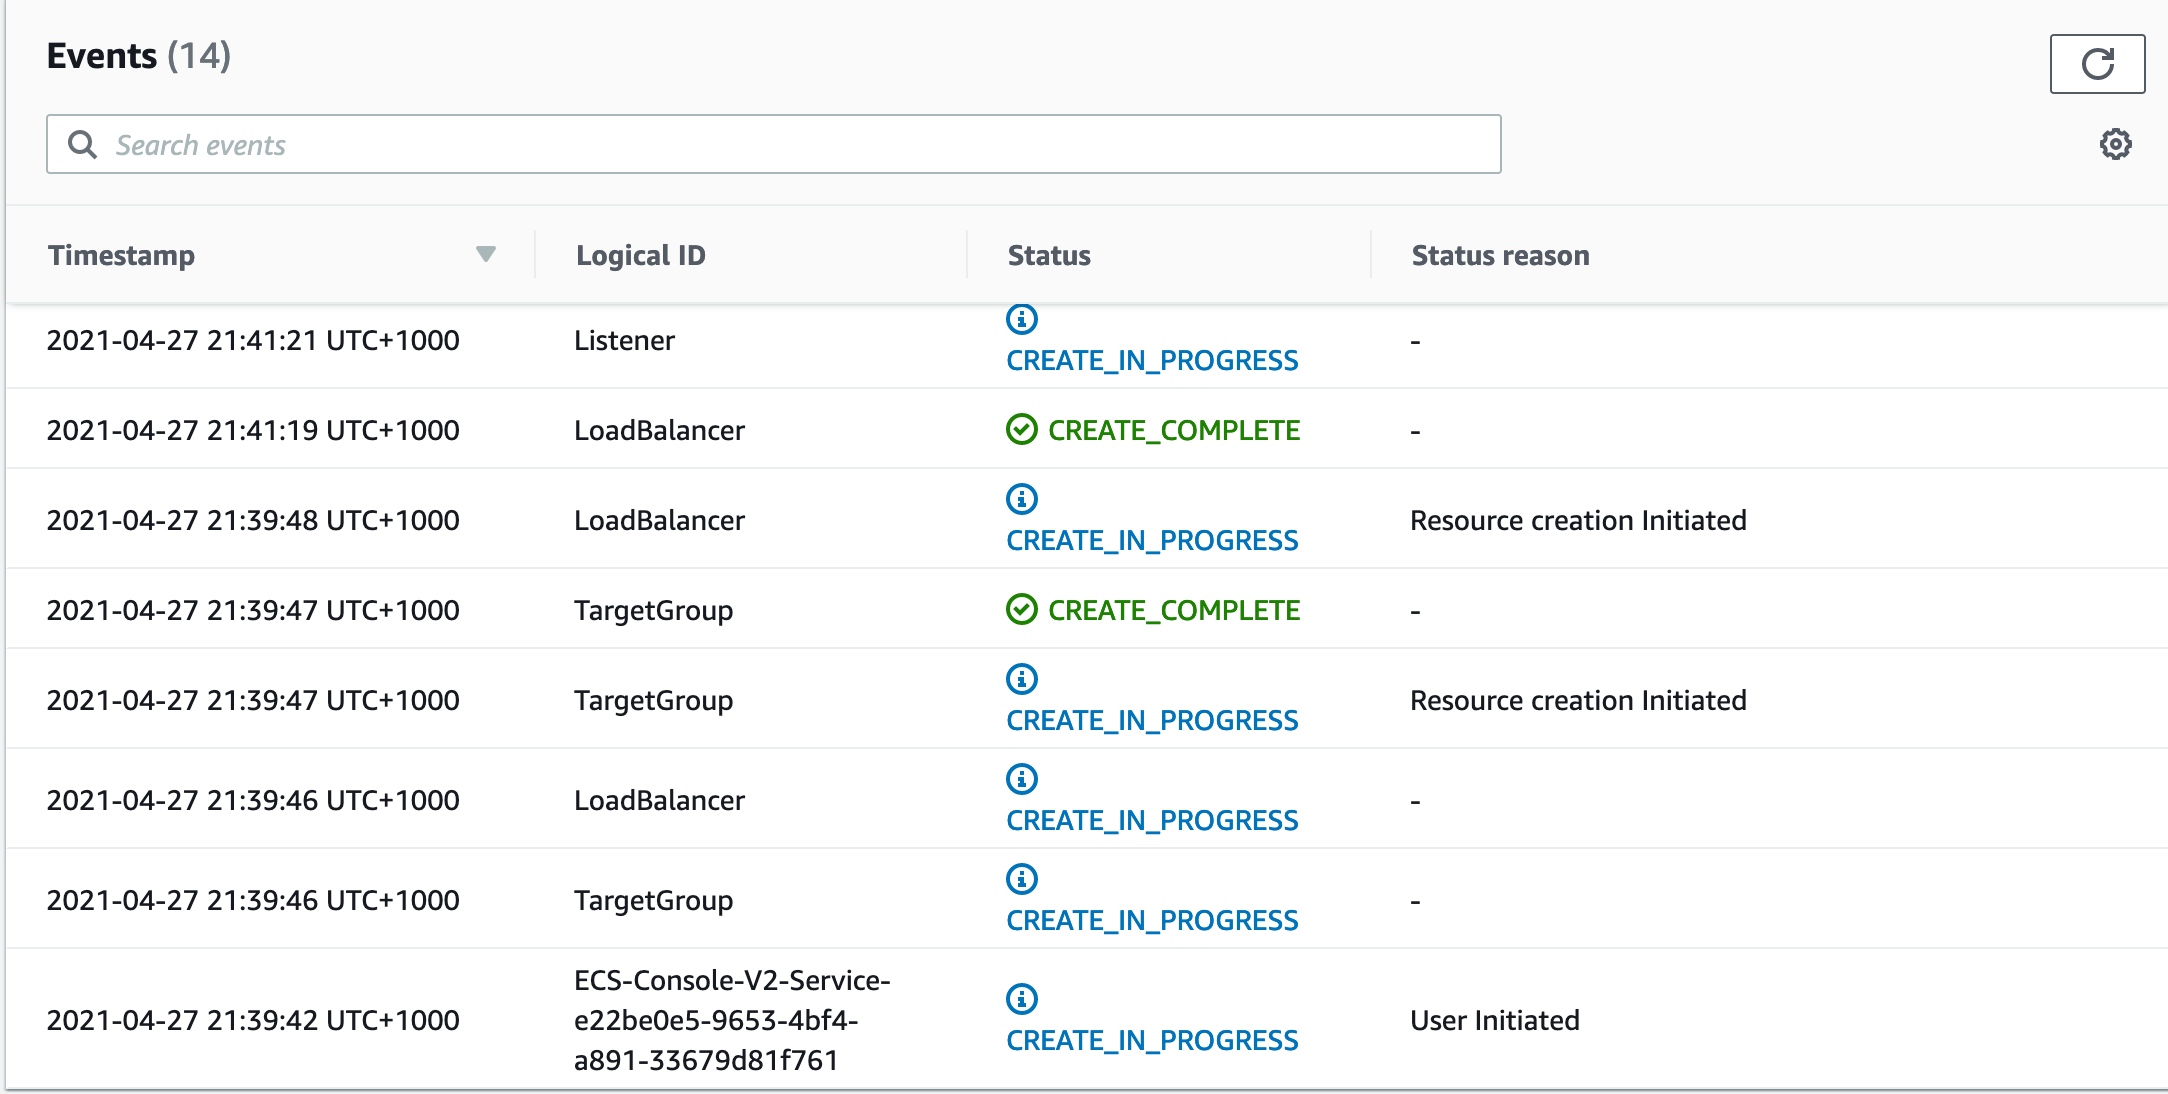 Events (14)
Search events
Timestamp Logical ID Status Status reason
2021-04-27 21:41:21 UTC+1000 Listener CREATE_IN_PROGRESS -
2021-04-27 21:41:19 UTC+1000 LoadBalancer CREATE_COMPLETE -
2021-04-27 21:39:48 UTC+1000 LoadBalancer CREATE_IN_PROGRESS Resource creation Initiated
2021-04-27 21:39:47 UTC+1000 TargetGroup CREATE_COMPLETE -
2021-04-27 21:39:47 UTC+1000 TargetGroup CREATE_IN_PROGRESS Resource creation Initiated
2021-04-27 21:39:46 UTC+1000 LoadBalancer CREATE_IN_PROGRESS -
2021-04-27 21:39:46 UTC+1000 TargetGroup CREATE_IN_PROGRESS -
2021-04-27 21:39:42 UTC+1000 ECS-Console-V2-Service-
e22be0e5-9653-4bf4-
a891-33679d81f761 CREATE_IN_PROGRESS User Initiated